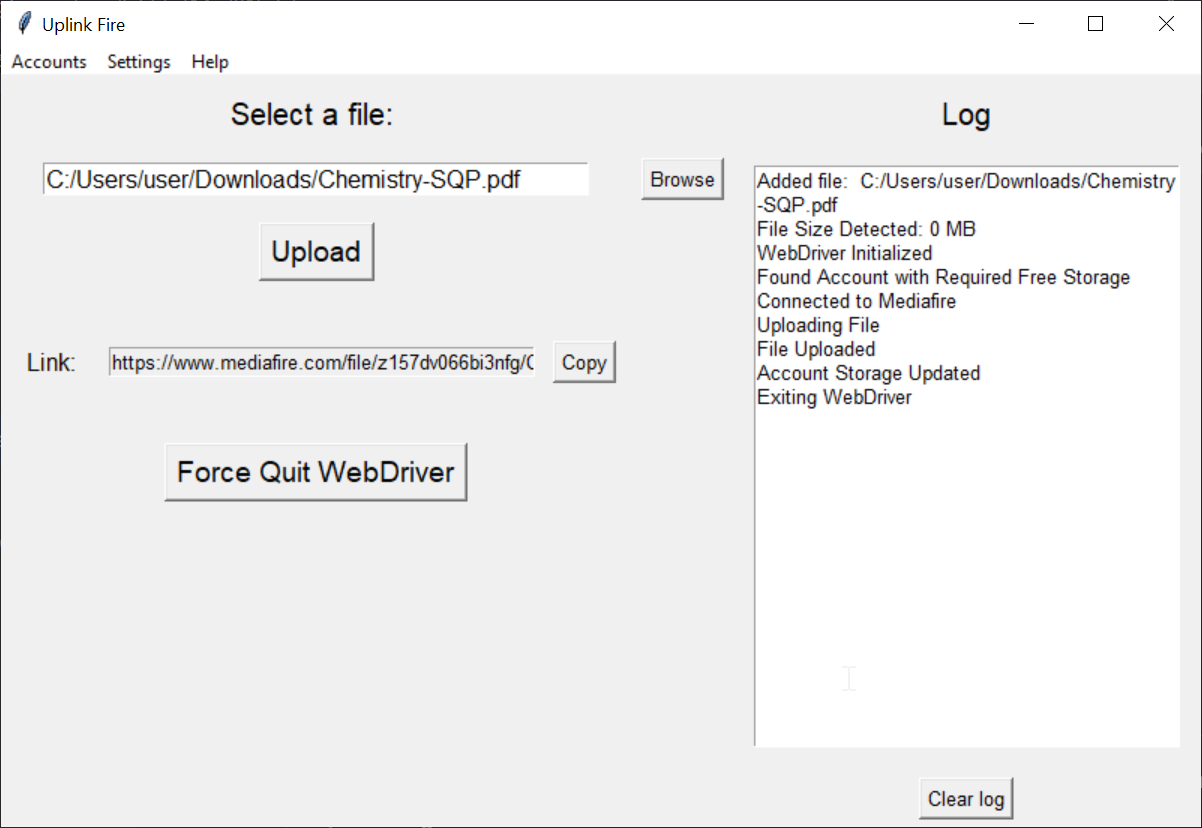 Uplink Fire
Accounts Settings Help
Select a file:
C:/Users/user/Downloads/Chemistry-SQP.pdf
Browse
Upload
Link:
https://www.mediafire.com/file/z157dv066bi3nfg/
Copy
Force Quit WebDriver
Log
Added file:  C:/Users/user/Downloads/Chemistry
-SQP.pdf
File Size Detected: 0 MB
WebDriver Initialized
Found Account with Required Free Storage
Connected to Mediafire
Uploading File
File Uploaded
Account Storage Updated
Exiting WebDriver
Clear log